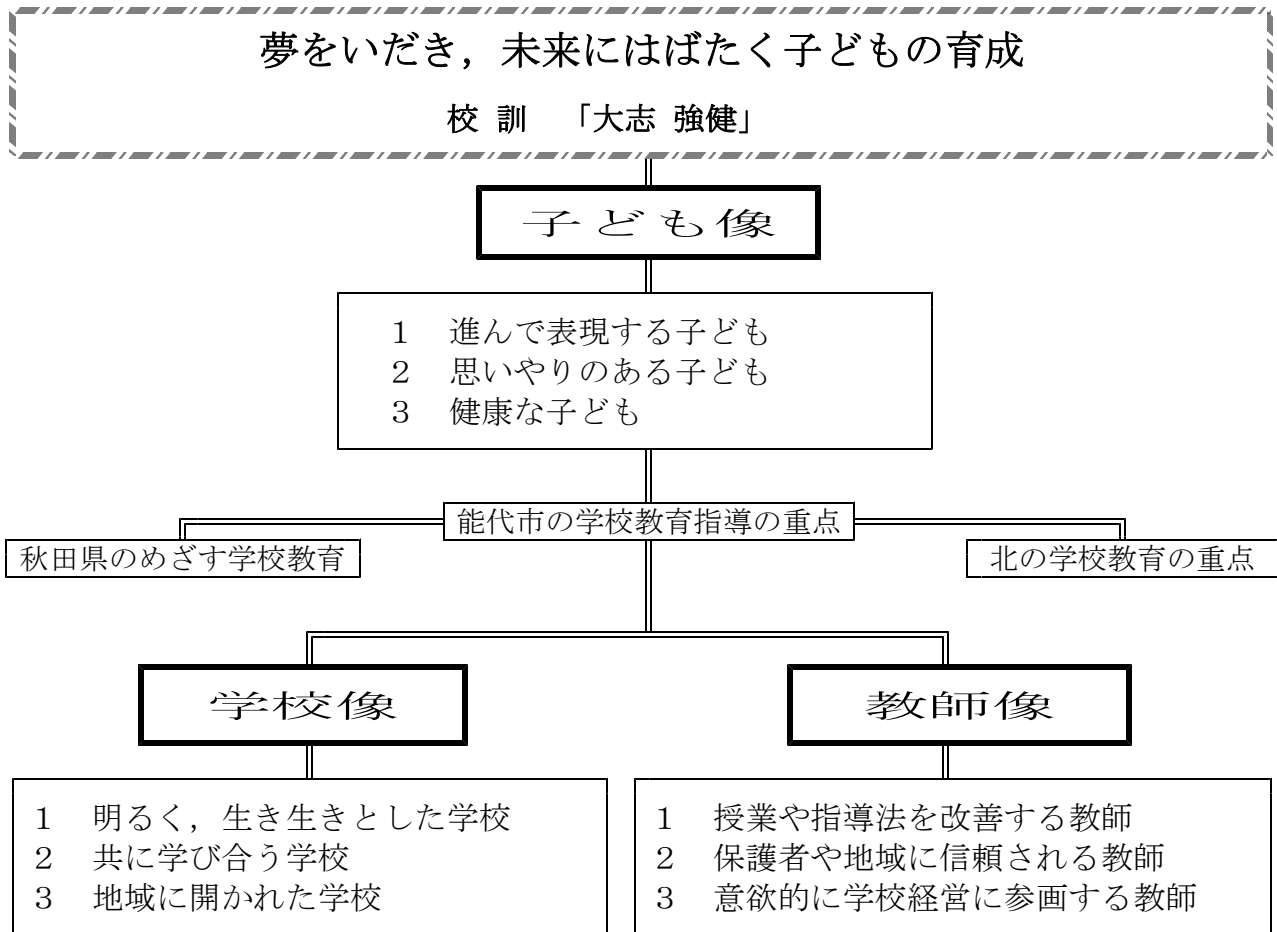 夢をいだき，未来にはばたく子どもの育成
校 訓　「大志 強健」
子ども像
１　進んで表現する子ども
２　思いやりのある子ども
３　健康な子ども
能代市の学校教育指導の重点
秋田県のめざす学校教育
北の学校教育の重点
学校像
１　明るく，生き生きとした学校
２　共に学び合う学校
３　地域に開かれた学校
教師像
１　授業や指導法を改善する教師
２　保護者や地域に信頼される教師
３　意欲的に学校経営に参画する教師